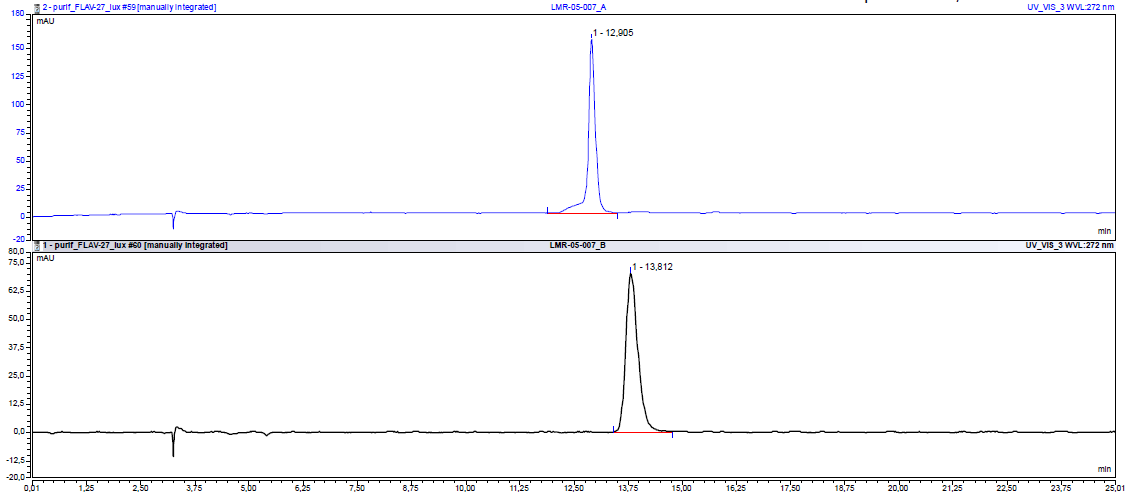 2 - purif_FLAV-27_lux #59 [manually integrated] LMR-05-007_A UV_VIS_3 WVL:272 nm
180
mAU
1 - 12,905
150
125
100
75
50
25
0
-20
min
1 - purif_FLAV-27_lux #60 [manually integrated] LMR-05-007_B UV_VIS_3 WVL:272 nm
80,0
mAU
75,0
1 - 13,812
62,5
50,0
37,5
25,0
12,5
0,0
-12,5
min
-20,0
0,01 1,25 2,50 3,75 5,00 6,25 7,50 8,75 10,00 11,25 12,50 13,75 15,00 16,25 17,50 18,75 20,00 21,25 22,50 23,75 25,01